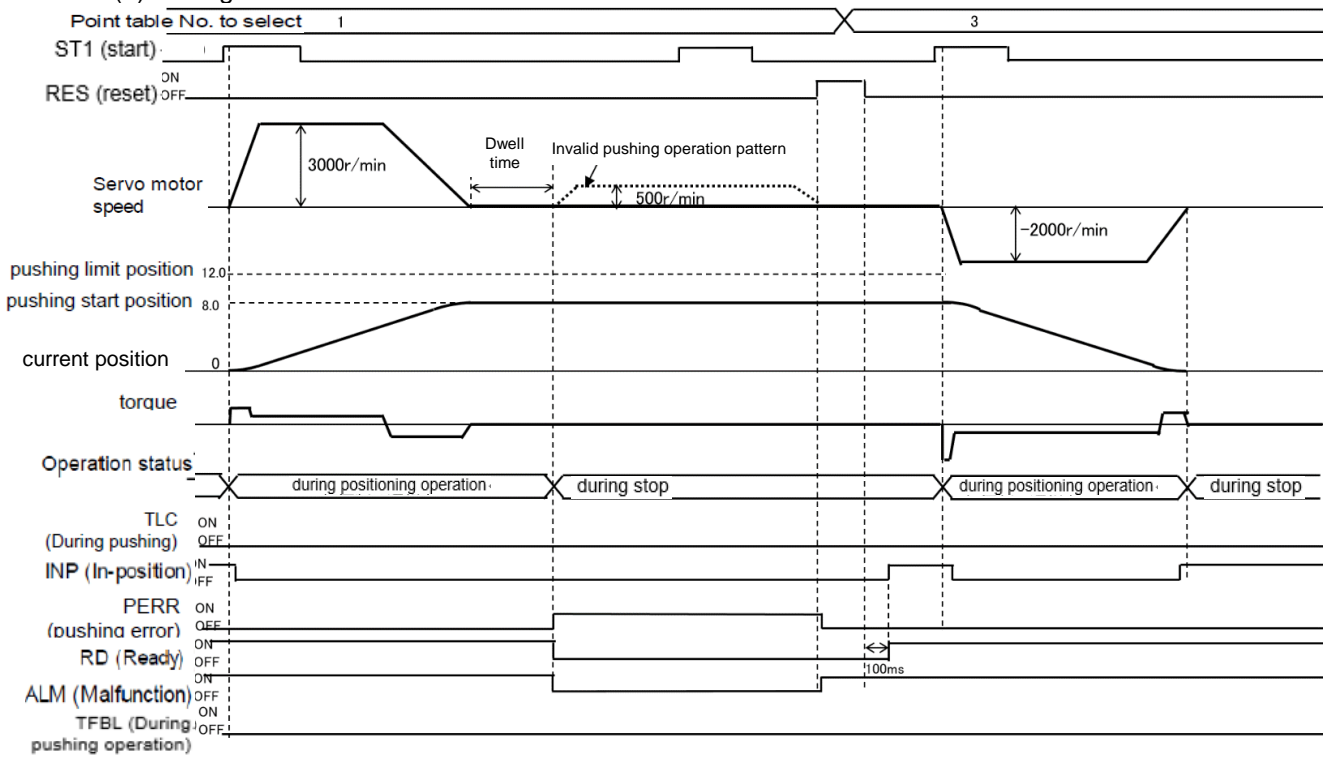 Point table No. to select 1 3
ST1 (start)
ON
RES (reset) OFF
Dwell time
Invalid pushing operation pattern
3000r/min
Servo motor speed
500r/min
-2000r/min
pushing limit position 12.0
pushing start position 8.0
current position 0
torque
Operation status
during positioning operation during stop during positioning operation during stop
TLC ON
(During pushing) OFF
INP (In-position)
PERR ON
(pushing error) OFF
ON
RD (Ready) OFF
100ms
ON
ALM (Malfunction) OFF
ON
TFBL (During OFF
pushing operation)